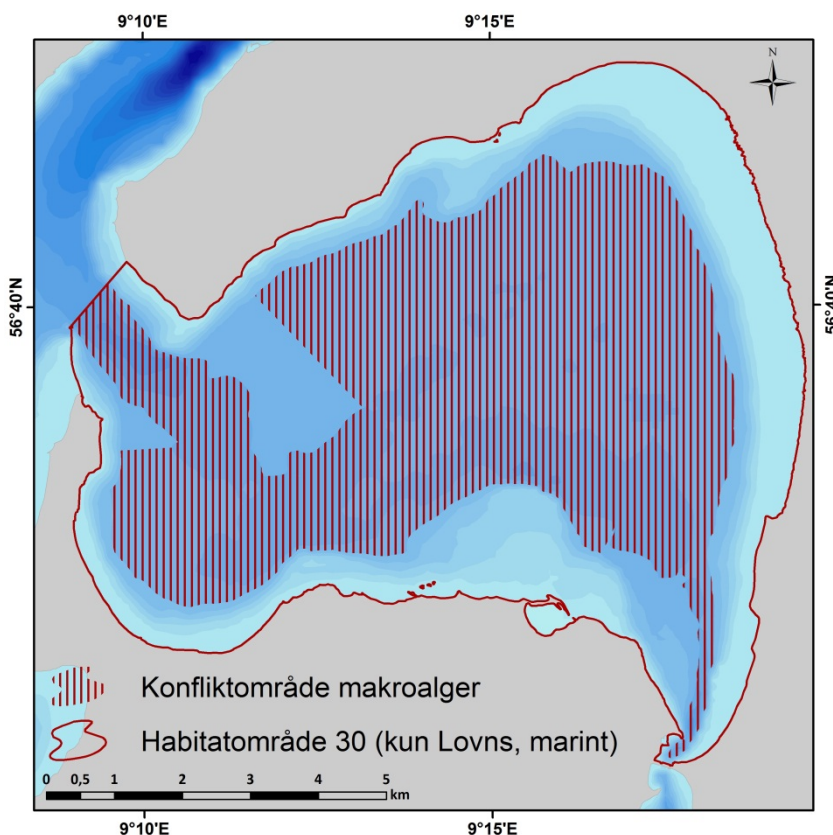 9°10'E 9°15'E
N
56°40'N 56°40'N
Konfliktområde makroalger
Habitatområde 30 (kun Lovns, marint)
0 0,5 1 2 3 4 5
km
9°10'E 9°15'E